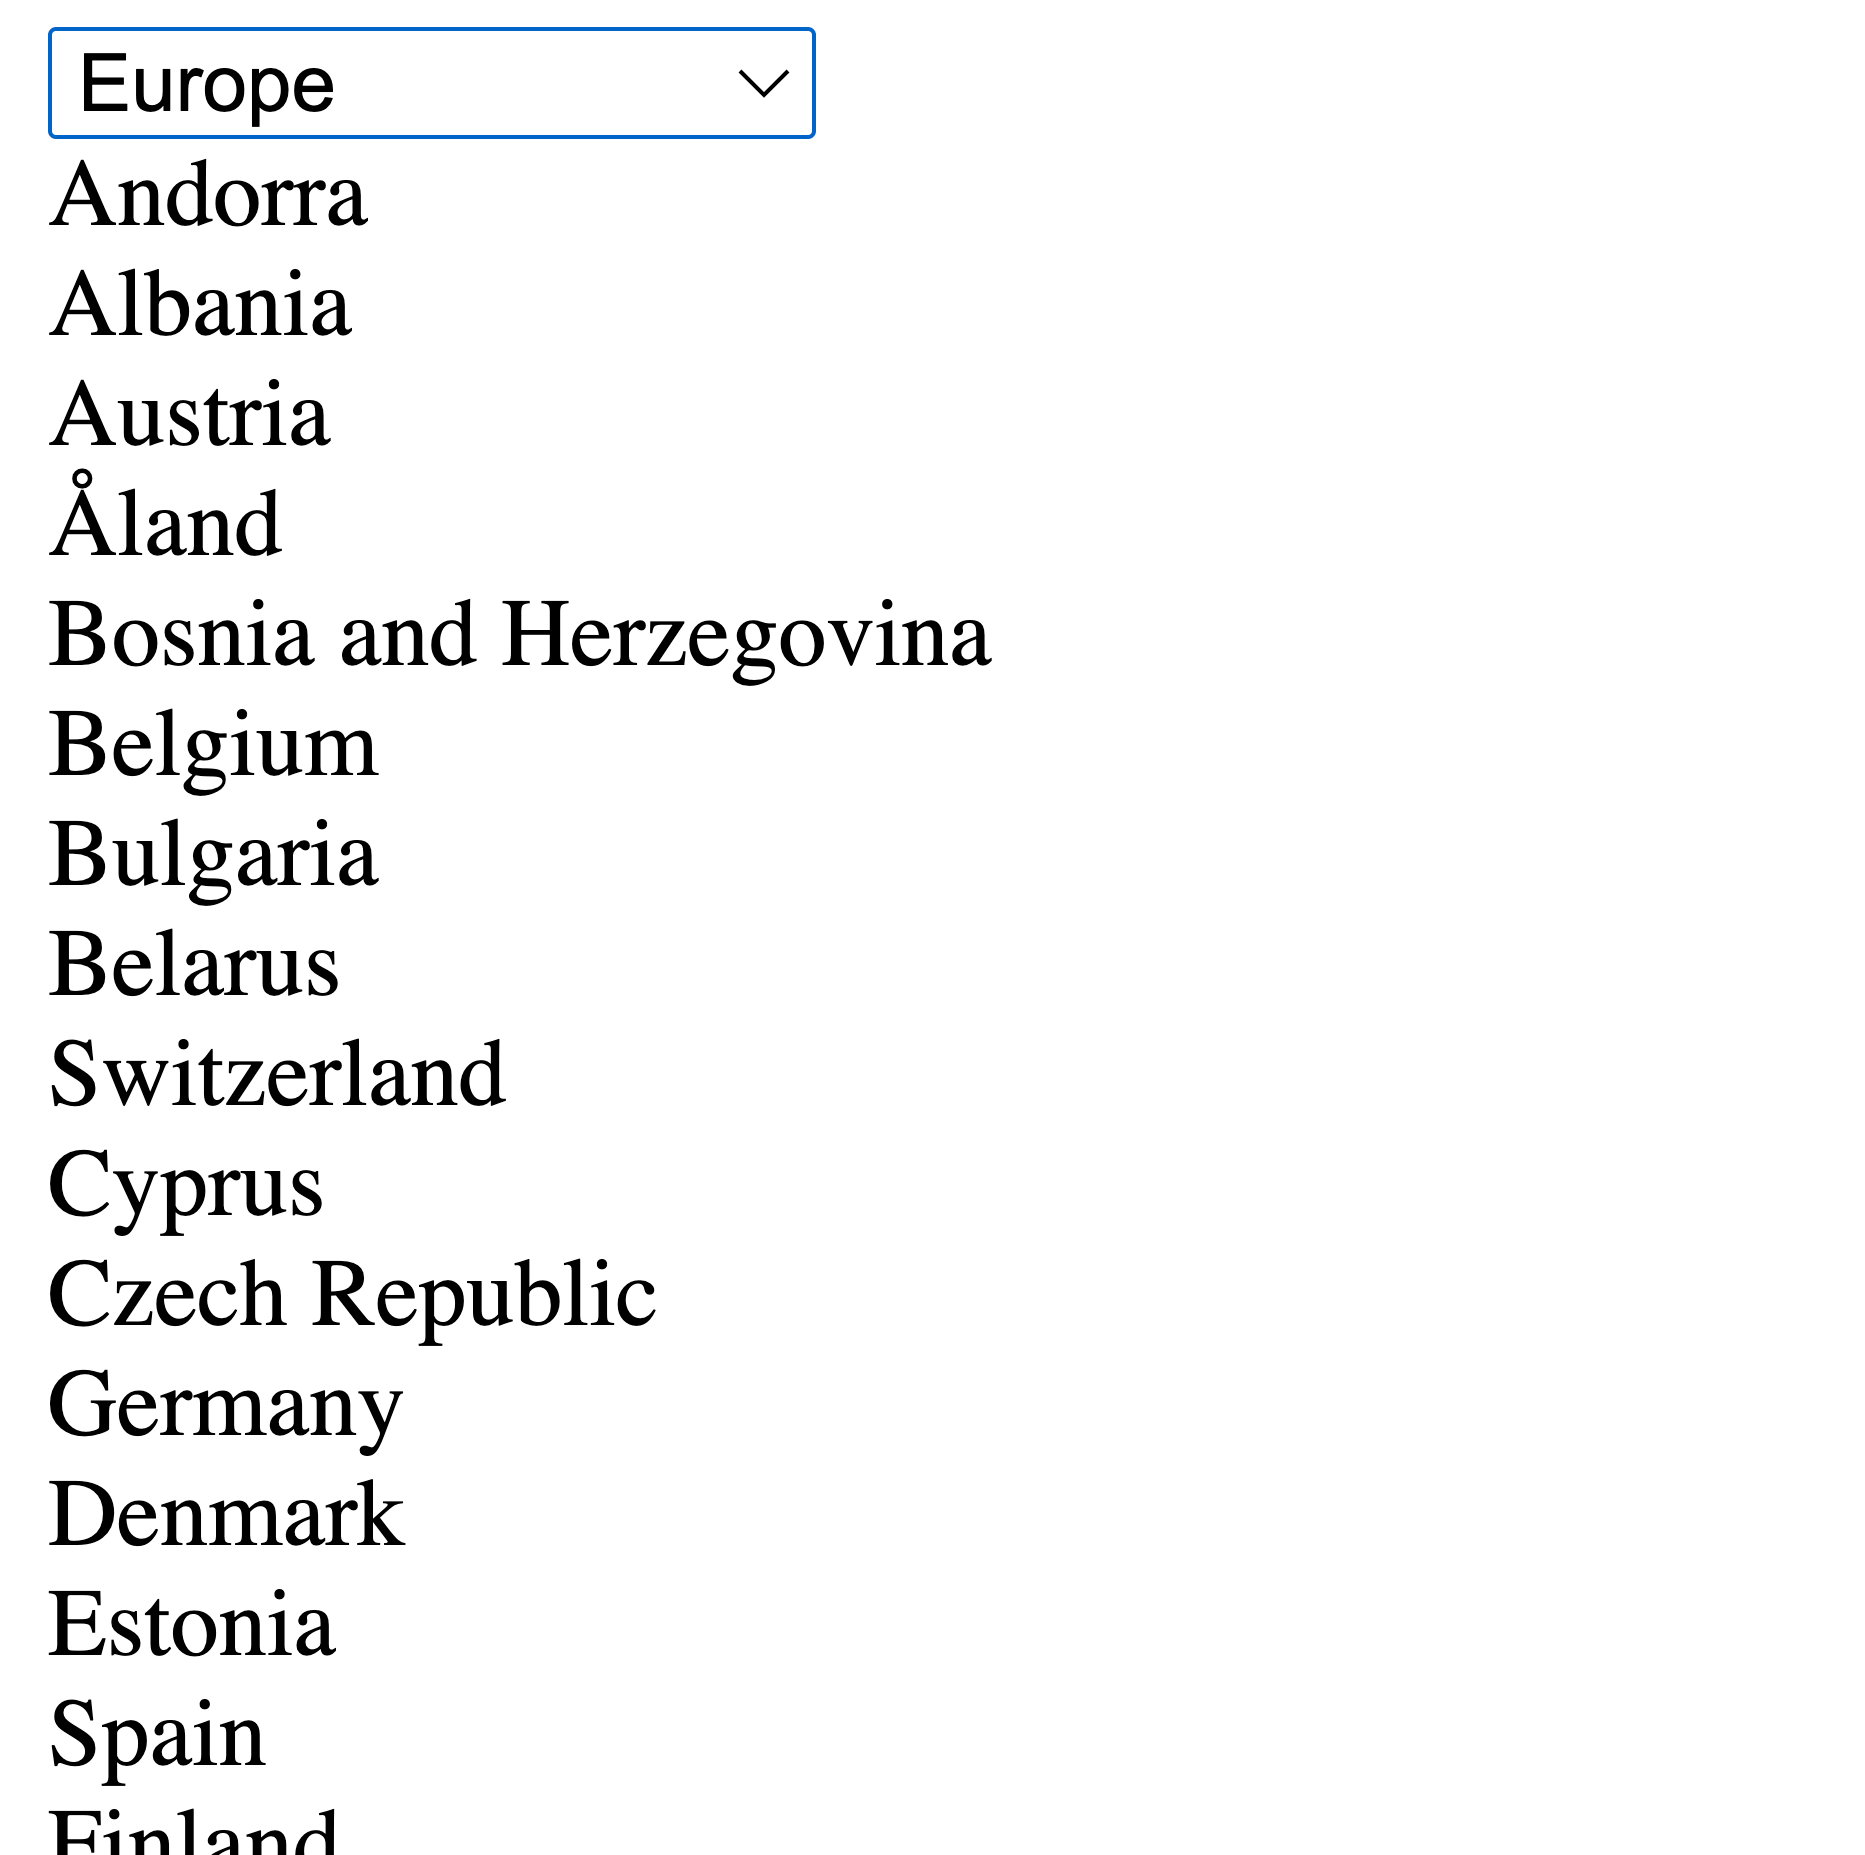 Europe
Andorra
Albania
Austria
Åland
Bosnia and Herzegovina
Belgium
Bulgaria
Belarus
Switzerland
Cyprus
Czech Republic
Germany
Denmark
Estonia
Spain
Finland